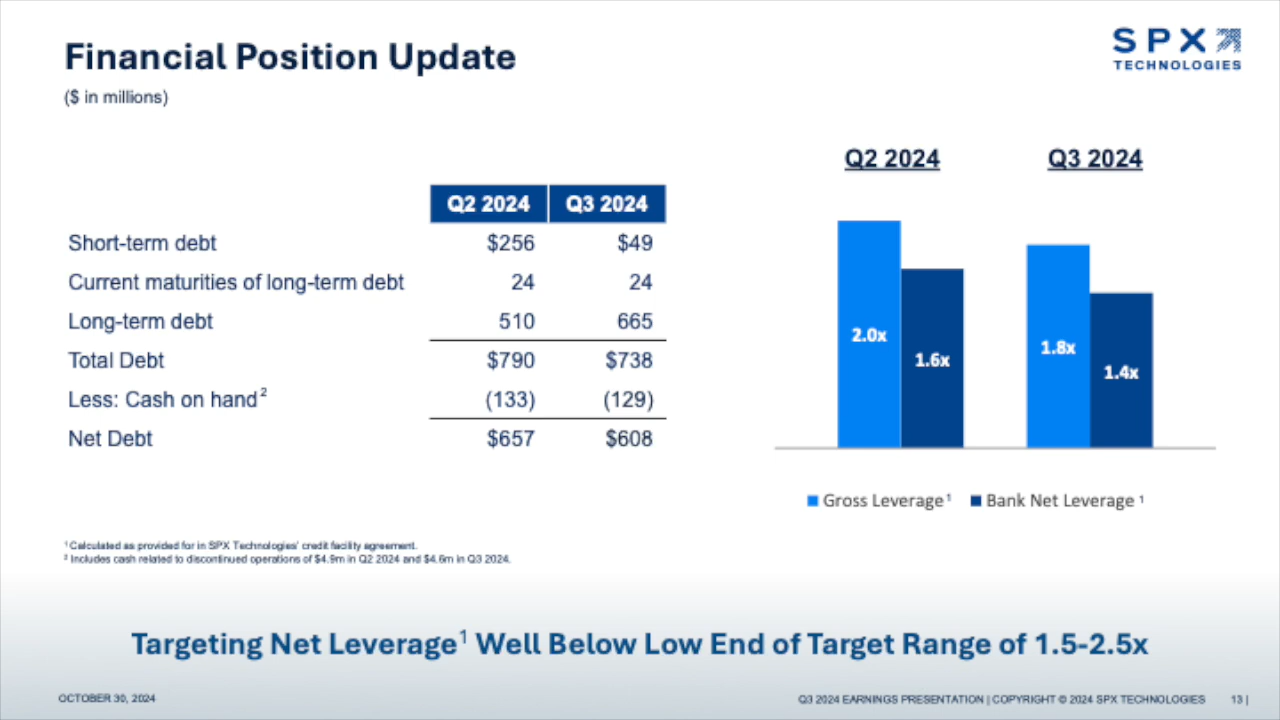 Financial Position Update
($ in millions)
SPX
TECHNOLOGIES
Q2 2024 Q3 2024
Short-term debt $256 $49
Current maturities of long-term debt 24 24
Long-term debt 510 665
Total Debt $790 $738
Less: Cash on hand² (133) (129)
Net Debt $657 $608
Q2 2024 Q3 2024
2.0x 1.6x 1.8x 1.4x
Gross Leverage¹ Bank Net Leverage ¹
¹ Calculated as provided for in SPX Technologies' credit facility agreement.
² Includes cash related to discontinued operations of $4.9m in Q2 2024 and $4.6m in Q3 2024.
Targeting Net Leverage¹ Well Below Low End of Target Range of 1.5-2.5x
OCTOBER 30, 2024
Q3 2024 EARNINGS PRESENTATION | COPYRIGHT © 2024 SPX TECHNOLOGIES 13 |